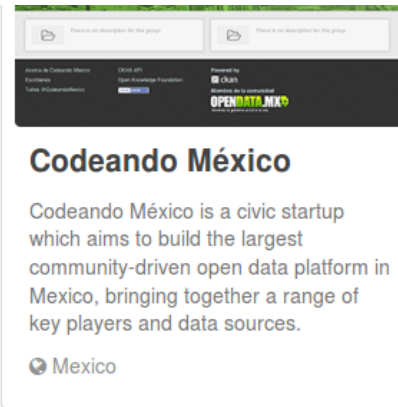 There is no description for this group
There is no description for this group
Acerca de Codeando México
CKAN API
Powered by
Escríbenos
Open Knowledge Foundation
ckan
Tuitea @CodeandoMexico
Miembro de la comunidad
OPENDATA.MX
Codeando México
Codeando México is a civic startup
which aims to build the largest
community-driven open data platform in
Mexico, bringing together a range of
key players and data sources.
Mexico